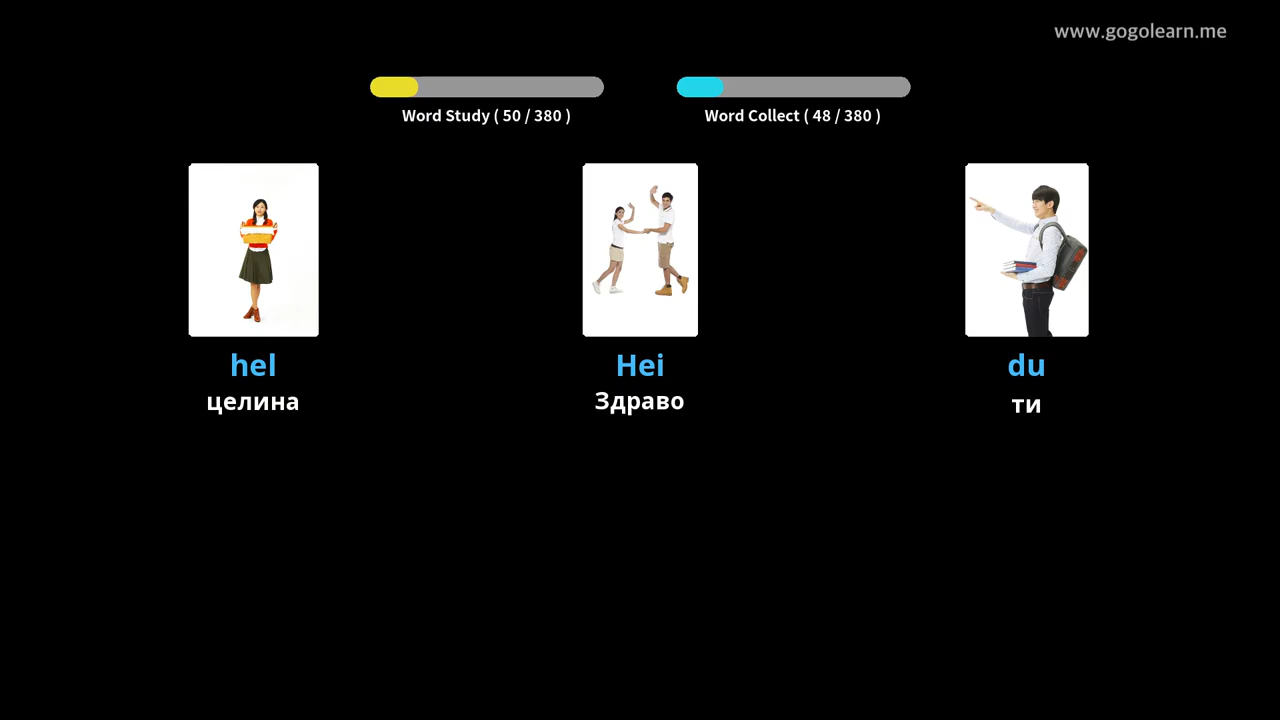 www.gogolearn.me
Word Study ( 50 / 380 )
Word Collect ( 48 / 380 )
hel
целина
Hei
Здраво
du
ти